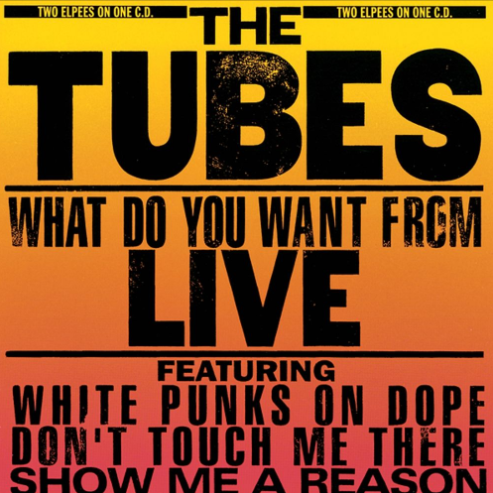 TWO ELPEES ON ONE C.D.
THE
TWO ELPEES ON ONE C.D.
TUBES
WHAT DO YOU WANT FROM
LIVE
FEATURING
WHITE PUNKS ON DOPE
DON'T TOUCH ME THERE
SHOW ME A REASON